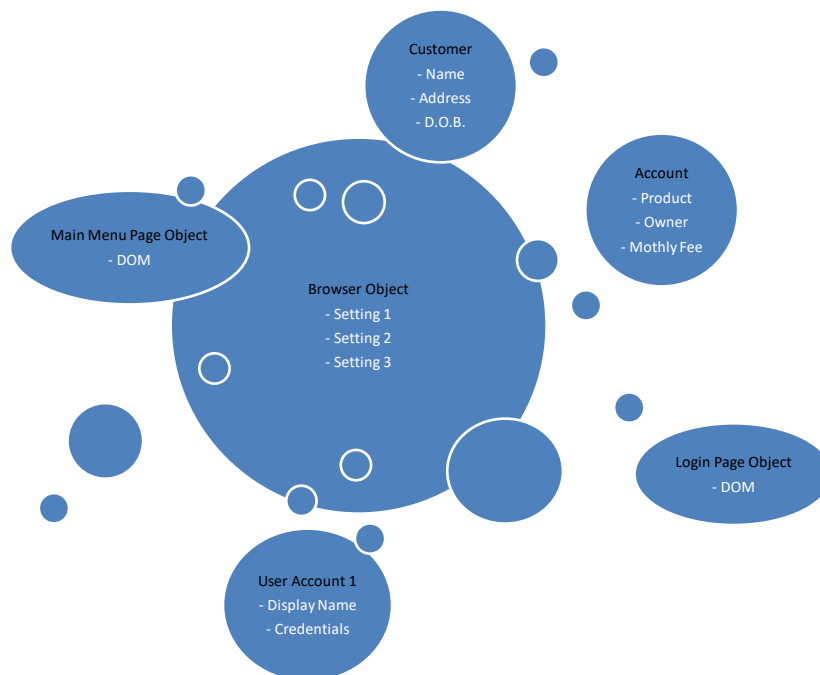 Customer
- Name
- Address
- D.O.B.
Account
- Product
- Owner
- Mothly Fee
Main Menu Page Object
- DOM
Browser Object
- Setting 1
- Setting 2
- Setting 3
Login Page Object
- DOM
User Account 1
- Display Name
- Credentials